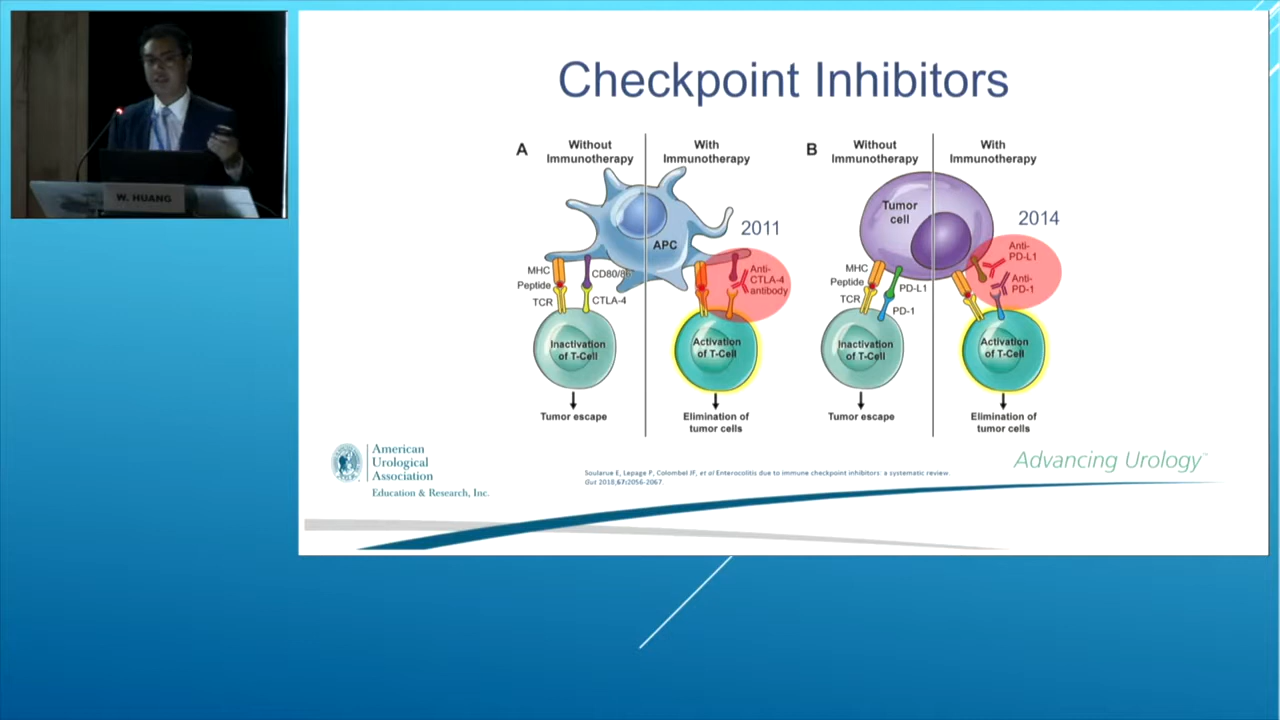 W. HUANG
Checkpoint Inhibitors
A
Without
Immunotherapy
With
Immunotherapy
2011
APC
MHC
Peptide
TCR
CD80/86
CTLA-4
Anti-
CTLA-4
antibody
Inactivation
of T-Cell
Activation
of T-Cell
Tumor escape
Elimination of
tumor cells
B
Without
Immunotherapy
With
Immunotherapy
2014
Tumor
cell
MHC
Peptide
TCR
PD-L1
PD-1
Anti-
PD-L1
Anti-
PD-1
Inactivation
of T-Cell
Activation
of T-Cell
Tumor escape
Elimination of
tumor cells
American
Urological
Association
Education & Research, Inc.
Soularue E, Lepage P, Colombel JF, et al Enterocolitis due to immune checkpoint inhibitors: a systematic review.
Gut 2018;67:2056-2067.
Advancing Urology™